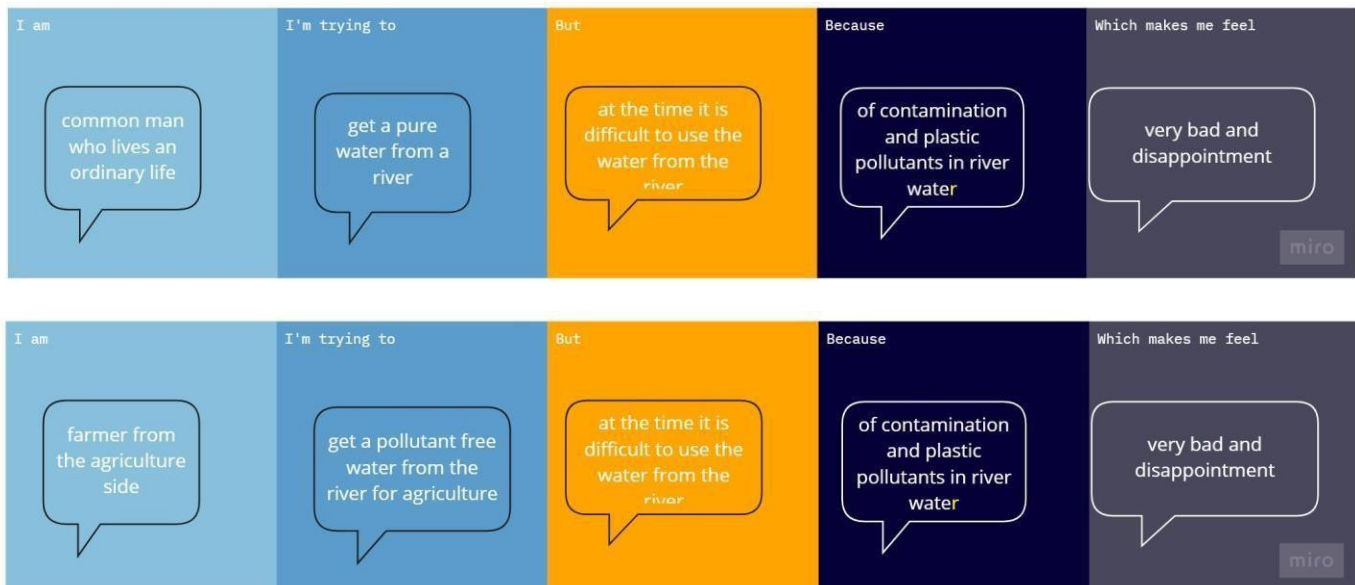 I am
common man
who lives an
ordinary life
I'm trying to
get a pure
water from a
river
But
at the time it is
difficult to use the
water from the
river
Because
of contamination
and plastic
pollutants in river
water
Which makes me feel
very bad and
disappointment
miro
I am
farmer from
the agriculture
side
I'm trying to
get a pollutant free
water from the
river for agriculture
But
at the time it is
difficult to use the
water from the
river
Because
of contamination
and plastic
pollutants in river
water
Which makes me feel
very bad and
disappointment
miro